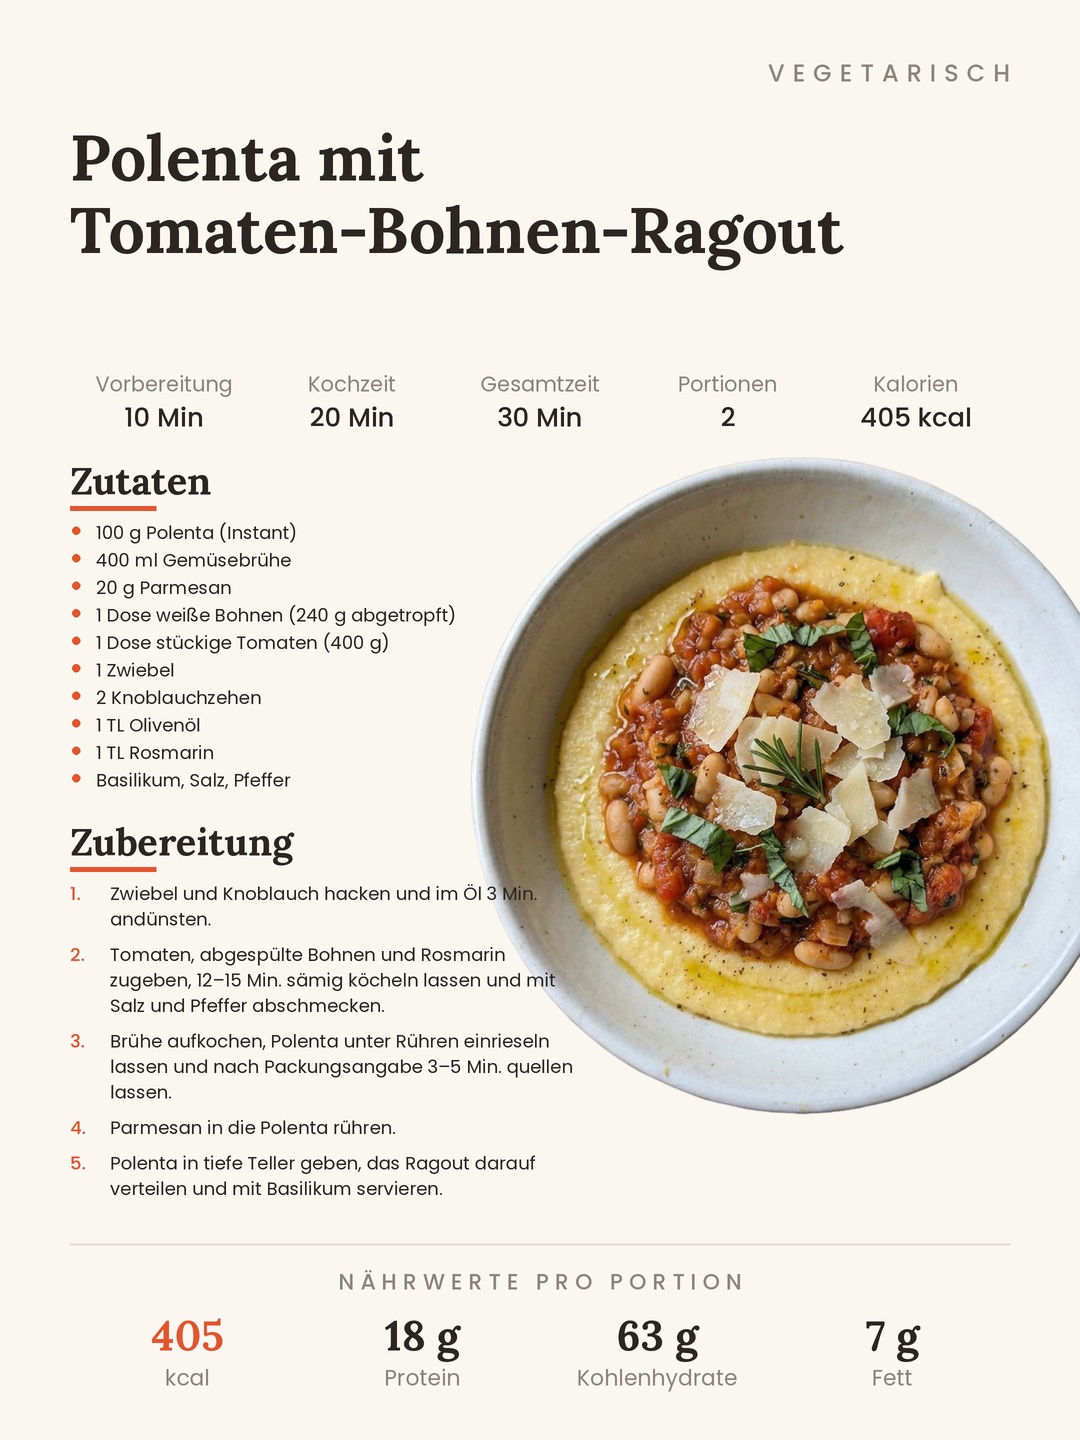 VEGETARISCH
Polenta mit
Tomaten-Bohnen-Ragout
Vorbereitung
10 Min
Kochzeit
20 Min
Gesamtzeit
30 Min
Portionen
2
Kalorien
405 kcal
Zutaten
100 g Polenta (Instant)
400 ml Gemüsebrühe
20 g Parmesan
1 Dose weiße Bohnen (240 g abgetropft)
1 Dose stückige Tomaten (400 g)
1 Zwiebel
2 Knoblauchzehen
1 TL Olivenöl
1 TL Rosmarin
Basilikum, Salz, Pfeffer
Zubereitung
1. Zwiebel und Knoblauch hacken und im Öl 3 Min.
andünsten.
2. Tomaten, abgespülte Bohnen und Rosmarin
zugeben, 12–15 Min. sämig köcheln lassen und mit
Salz und Pfeffer abschmecken.
3. Brühe aufkochen, Polenta unter Rühren einrieseln
lassen und nach Packungsangabe 3–5 Min. quellen
lassen.
4. Parmesan in die Polenta rühren.
5. Polenta in tiefe Teller geben, das Ragout darauf
verteilen und mit Basilikum servieren.
NÄHRWERTE PRO PORTION
405
kcal
18 g
Protein
63 g
Kohlenhydrate
7 g
Fett